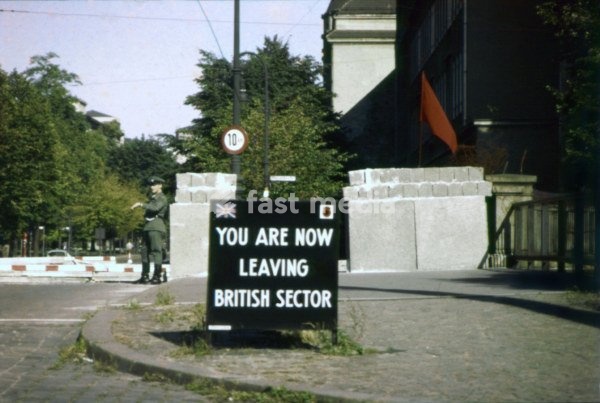 10
fast media
YOU ARE NOW
LEAVING
BRITISH SECTOR